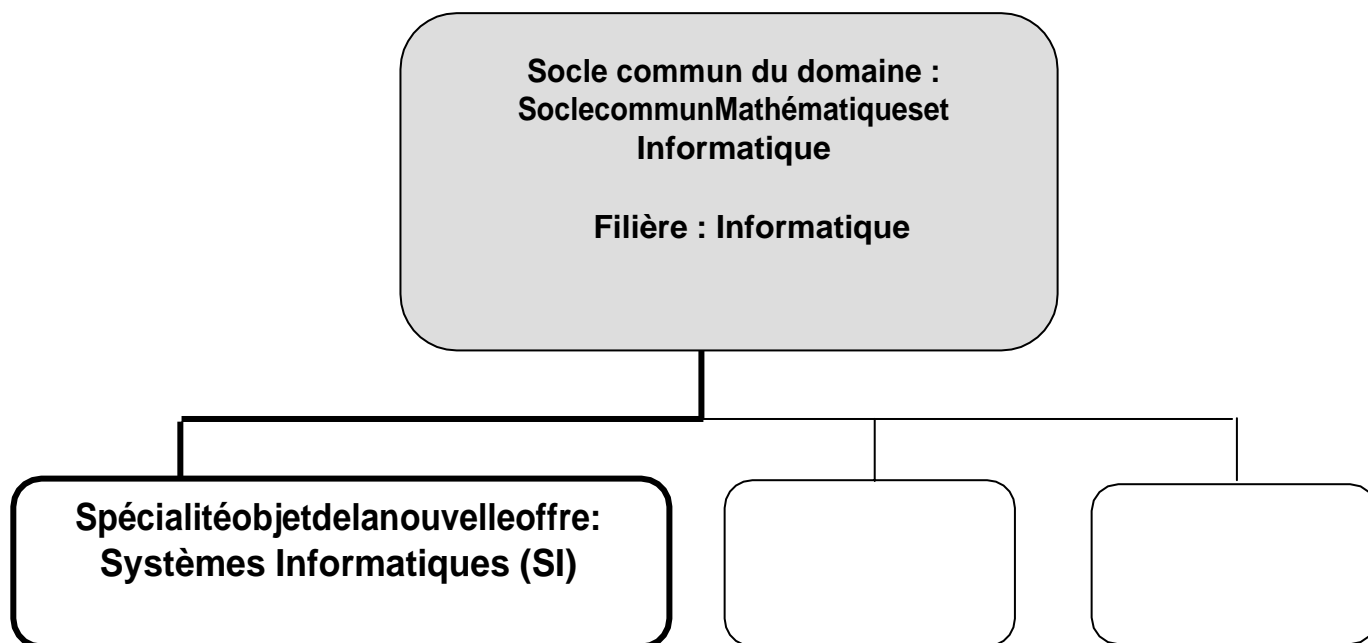 Socle commun du domaine :
SoclecommunMathématiqueset
Informatique
Filière : Informatique
Spécialitéobjetdelanouvelleoffre:
Systèmes Informatiques (SI)